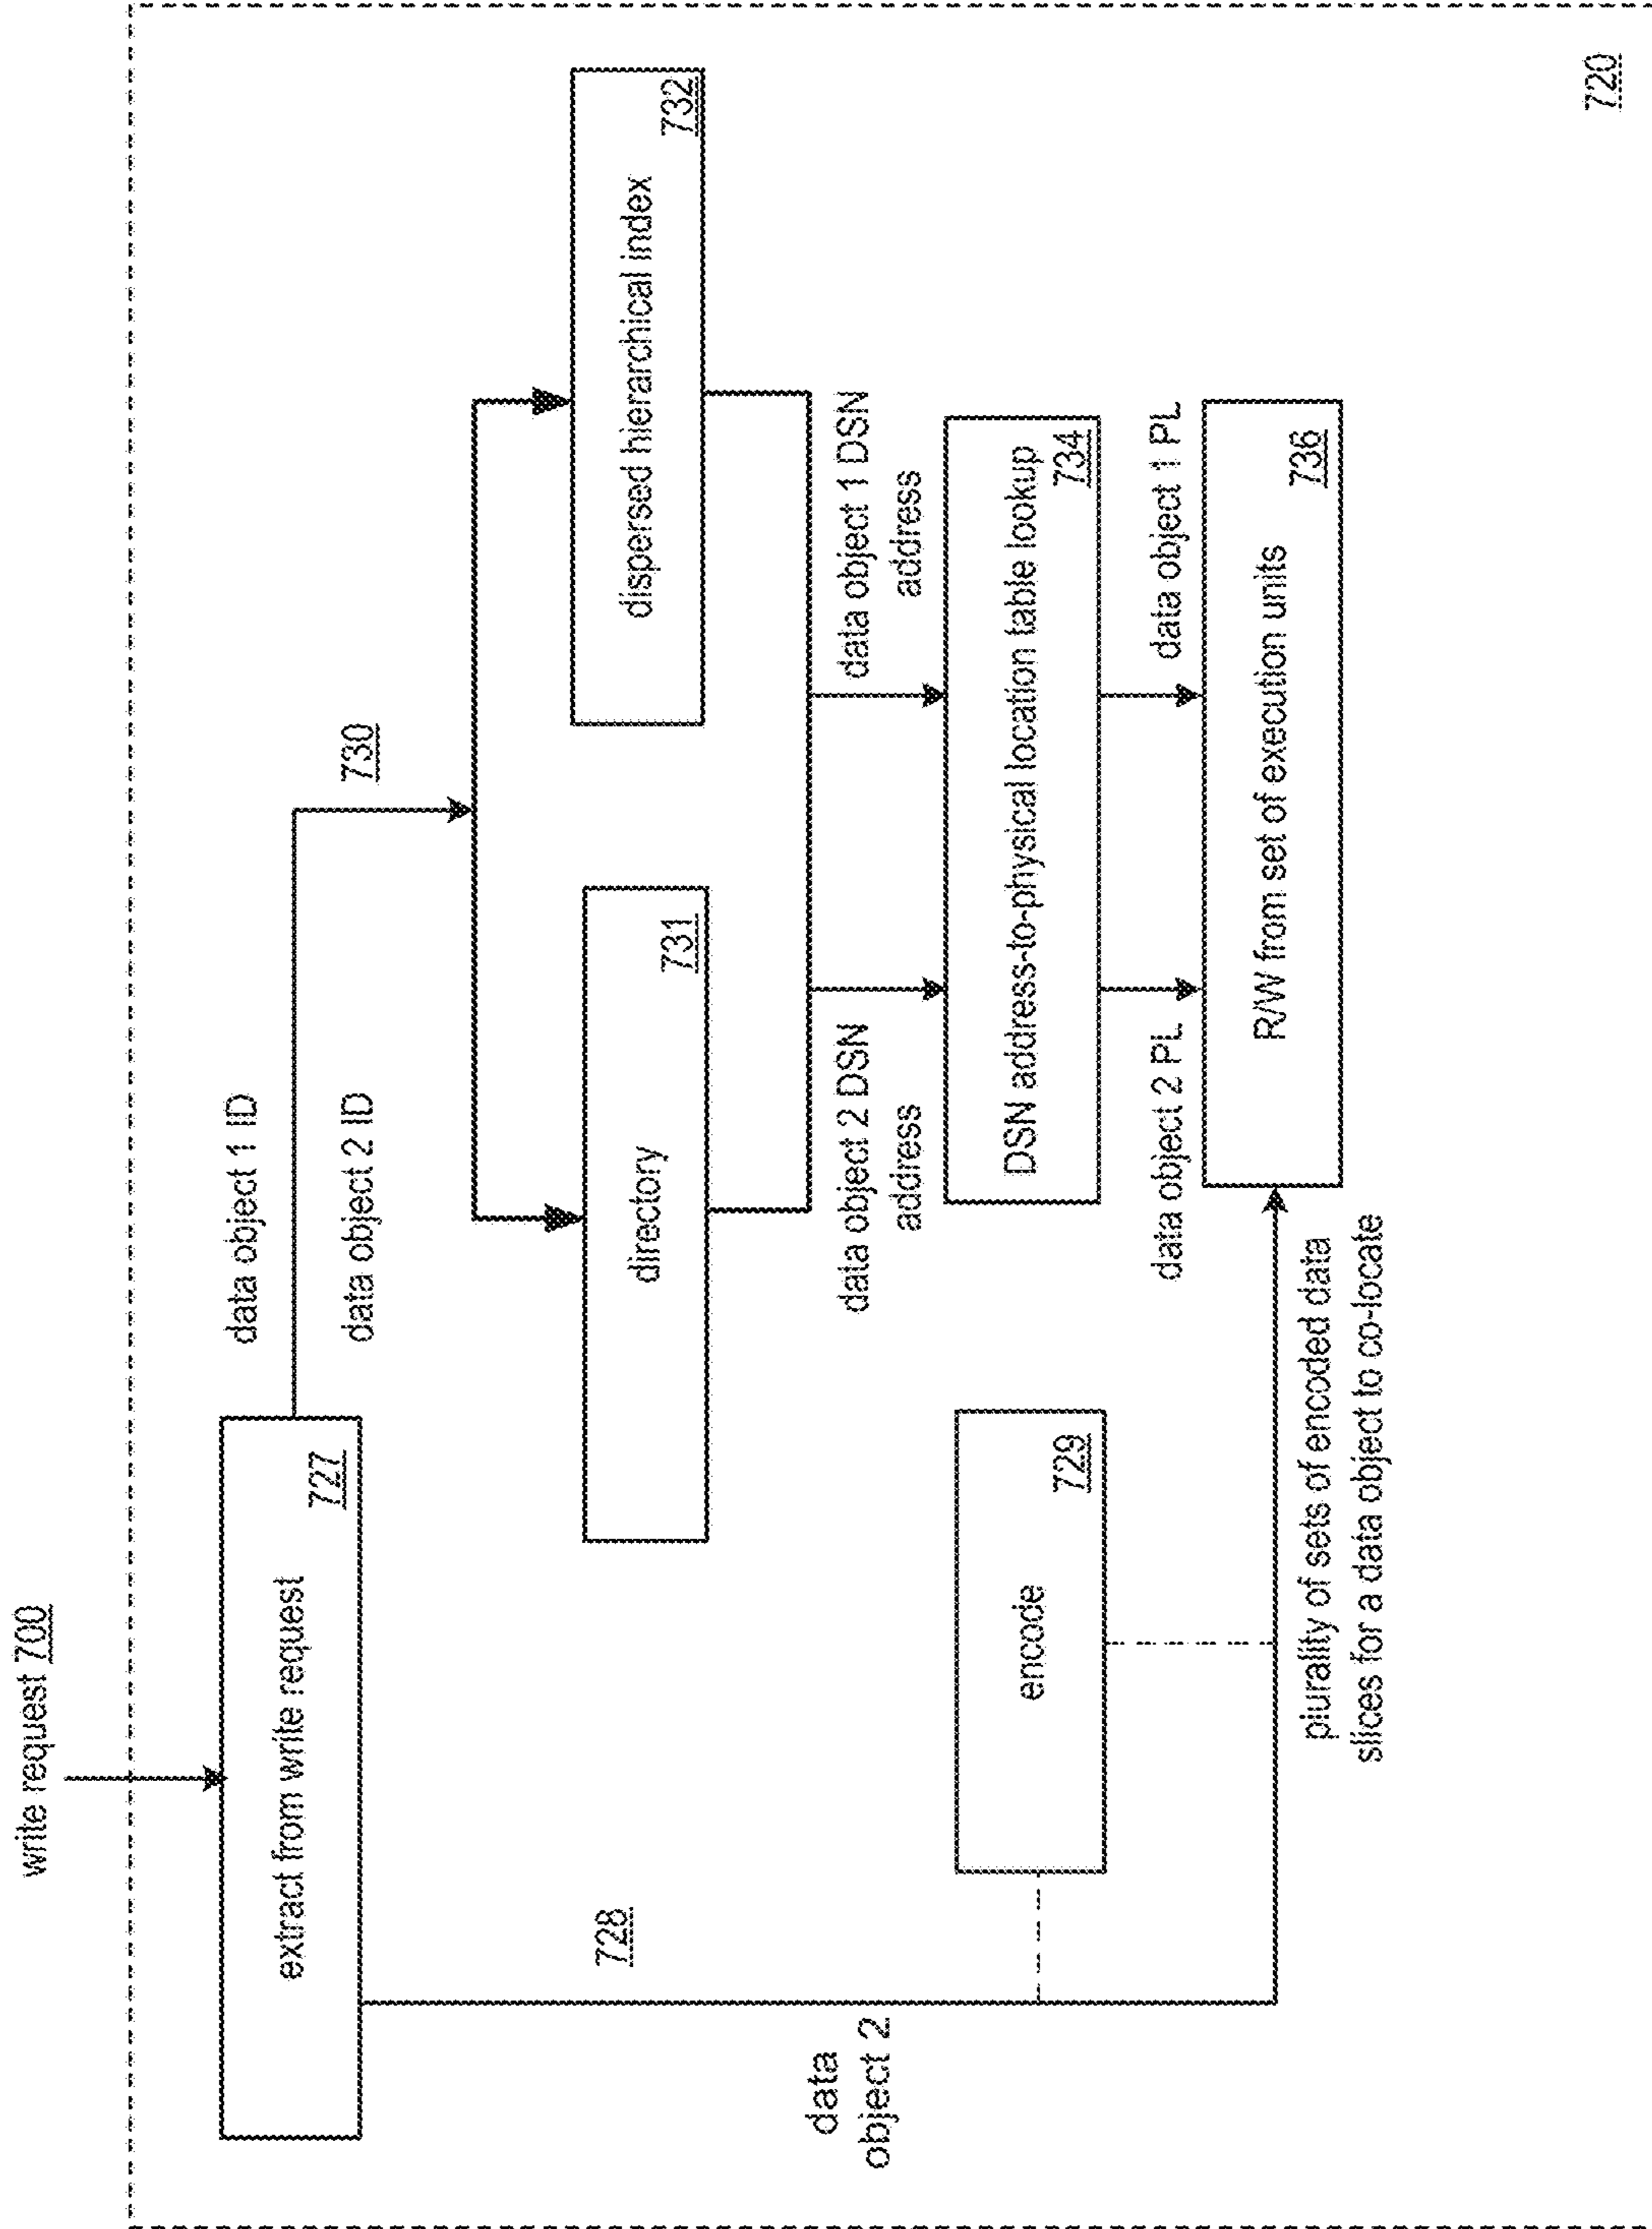 write request 700
extract from write request
727
data object 1 ID
data object 2 ID
730
728
directory
731
dispersed hierarchical index
732
data
object 2
data object 2 DSN
address
data object 1 DSN
address
encode
729
DSN address-to-physical location table lookup
734
data object 2 PL
data object 1 PL
R/W from set of execution units
736
plurality of sets of encoded data
slices for a data object to co-locate
720